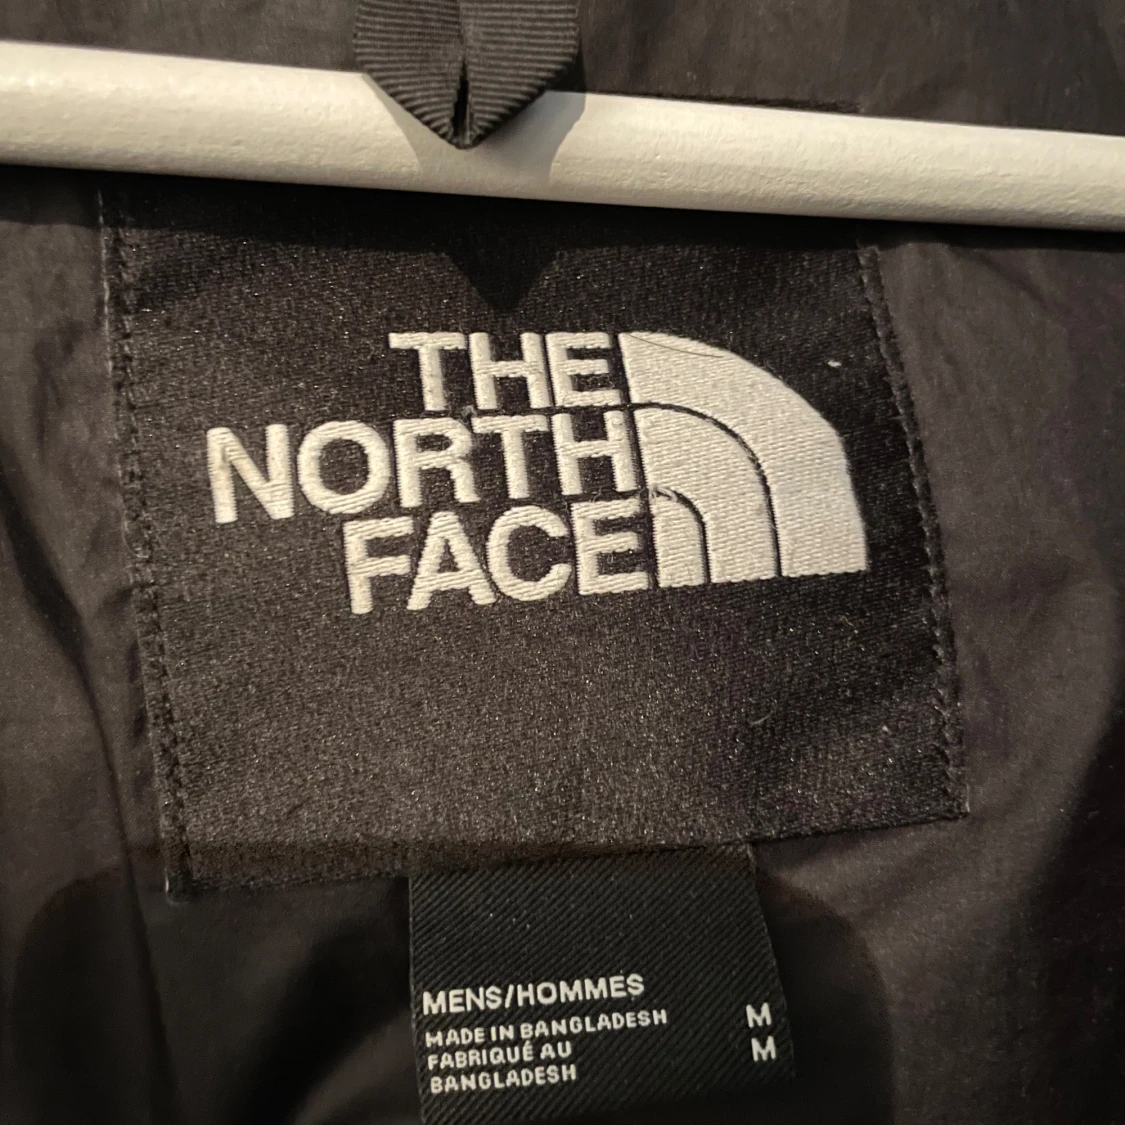 THE
NORTH
FACE
MENS/HOMMES
MADE IN BANGLADESH M
FABRIQUÉ AU M
BANGLADESH